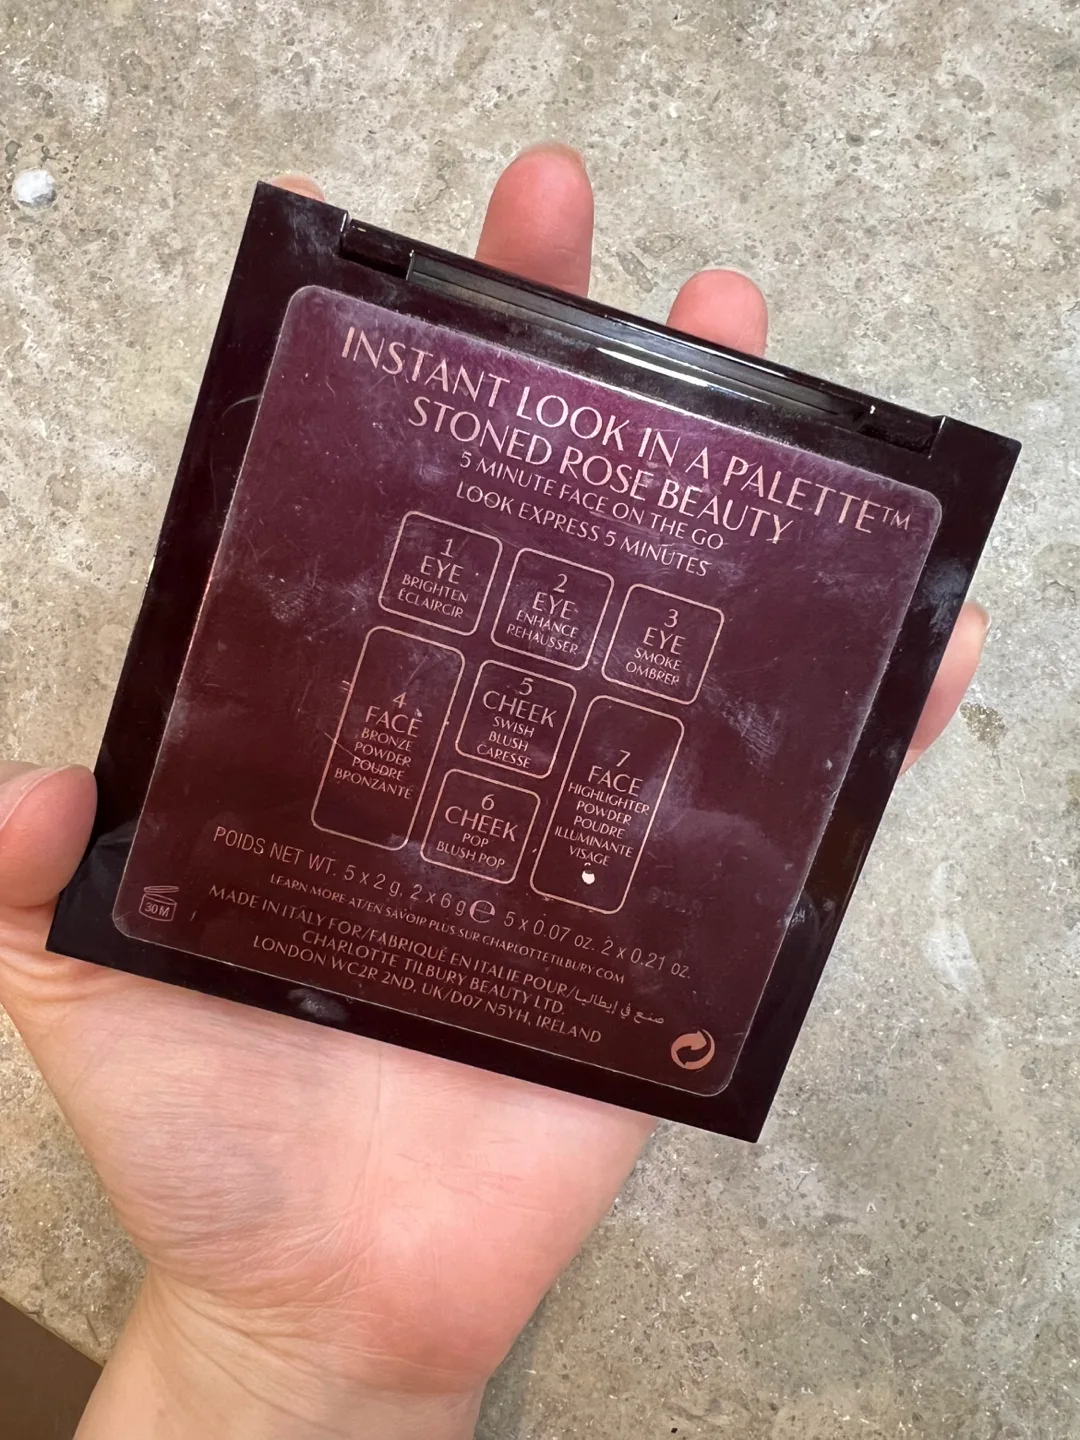 INSTANT LOOK IN A PALETTE™
STONED ROSE BEAUTY
5 MINUTE FACE ON THE GO
LOOK EXPRESS 5 MINUTES
1
EYE
BRIGHTEN
ÉCLAIRCIR
2
EYE
ENHANCE
REHAUSSER
3
EYE
SMOKE
OMBRER
4
FACE
BRONZE
POWDER
POUDRE
BRONZANTE
5
CHEEK
SWISH
BLUSH
CARESSE
6
CHEEK
POP
BLUSH POP
7
FACE
HIGHLIGHTER
POWDER
POUDRE
ILLUMINANTE
VISAGE
POIDS NET WT. 5 x 2 g. 2 x 6 g ℮ 5 x 0.07 oz. 2 x 0.21 oz.
LEARN MORE AT/EN SAVOIR PLUS SUR CHARLOTTETILBURY.COM
30M
MADE IN ITALY FOR/FABRIQUÉ EN ITALIE POUR/صنع في إيطاليا
CHARLOTTE TILBURY BEAUTY LTD.
LONDON WC2R 2ND, UK/D07 N5YH, IRELAND